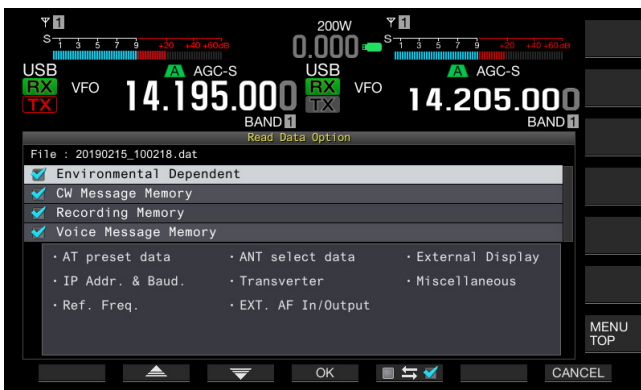 1 200W 1
S 1 3 5 7 9 +20 +40 +60dB 0.000 S 1 3 5 7 9 +20 +40 +60dB
USB A AGC-S USB A AGC-S
RX VFO 14.195.000 RX VFO 14.205.000
TX TX
BAND 1 BAND 1
Read Data Option
File : 20190215_100218.dat
Environmental Dependent
CW Message Memory
Recording Memory
Voice Message Memory
・AT preset data ・ANT select data ・External Display
・IP Addr. & Baud. ・Transverter ・Miscellaneous
・Ref. Freq. ・EXT. AF In/Output
MENU
TOP
OK CANCEL